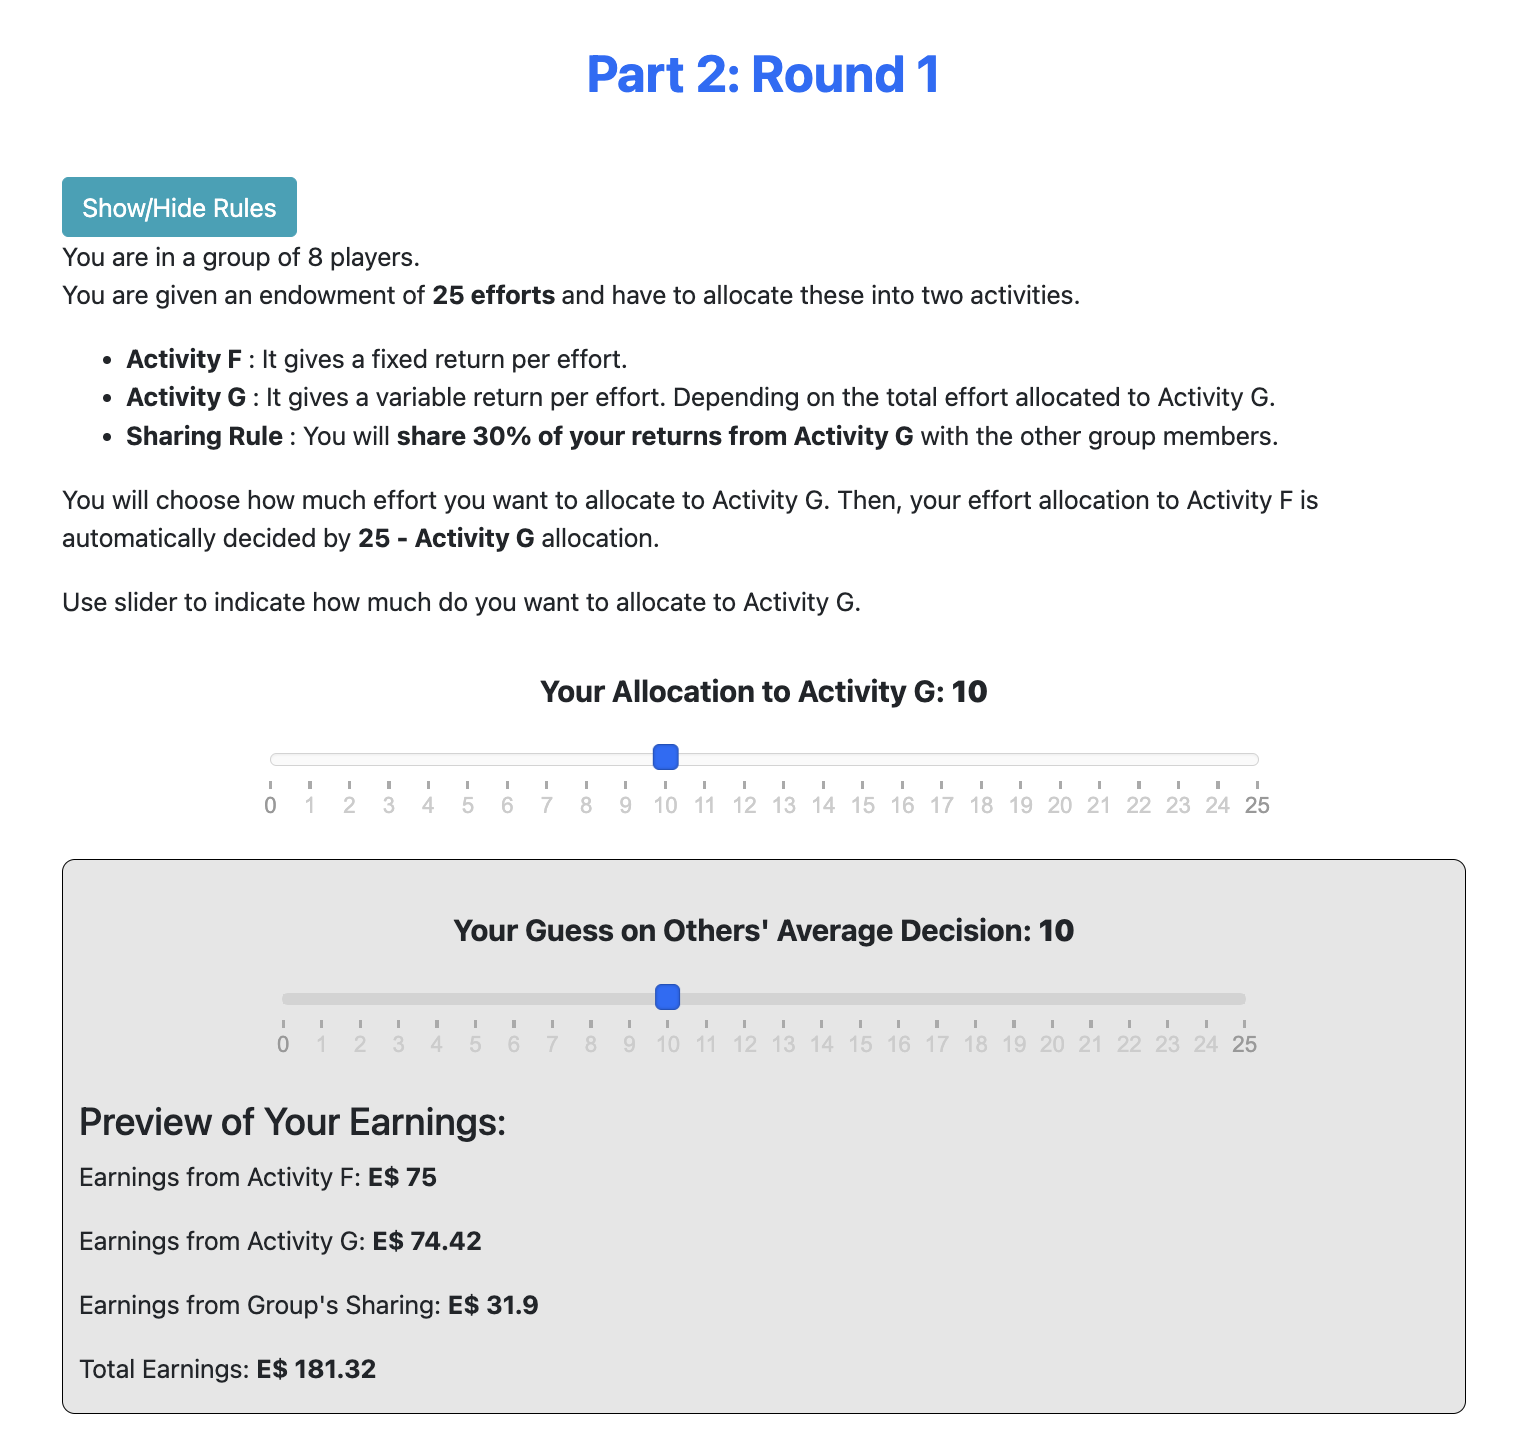 Part 2: Round 1
Show/Hide Rules
You are in a group of 8 players.
You are given an endowment of 25 efforts and have to allocate these into two activities.
• Activity F : It gives a fixed return per effort.
• Activity G : It gives a variable return per effort. Depending on the total effort allocated to Activity G.
• Sharing Rule : You will share 30% of your returns from Activity G with the other group members.
You will choose how much effort you want to allocate to Activity G. Then, your effort allocation to Activity F is
automatically decided by 25 - Activity G allocation.
Use slider to indicate how much do you want to allocate to Activity G.
Your Allocation to Activity G: 10
0 1 2 3 4 5 6 7 8 9 10 11 12 13 14 15 16 17 18 19 20 21 22 23 24 25
Your Guess on Others' Average Decision: 10
0 1 2 3 4 5 6 7 8 9 10 11 12 13 14 15 16 17 18 19 20 21 22 23 24 25
Preview of Your Earnings:
Earnings from Activity F: E$ 75
Earnings from Activity G: E$ 74.42
Earnings from Group's Sharing: E$ 31.9
Total Earnings: E$ 181.32